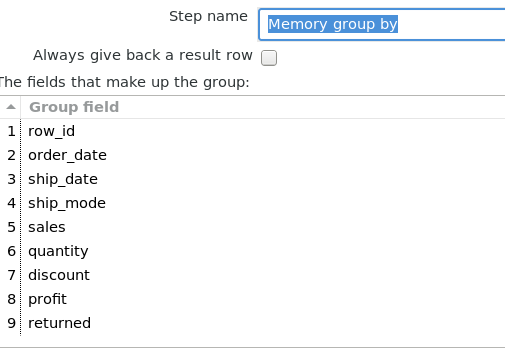 Step name Memory group by
Always give back a result row
The fields that make up the group:
Group field
1 row_id
2 order_date
3 ship_date
4 ship_mode
5 sales
6 quantity
7 discount
8 profit
9 returned